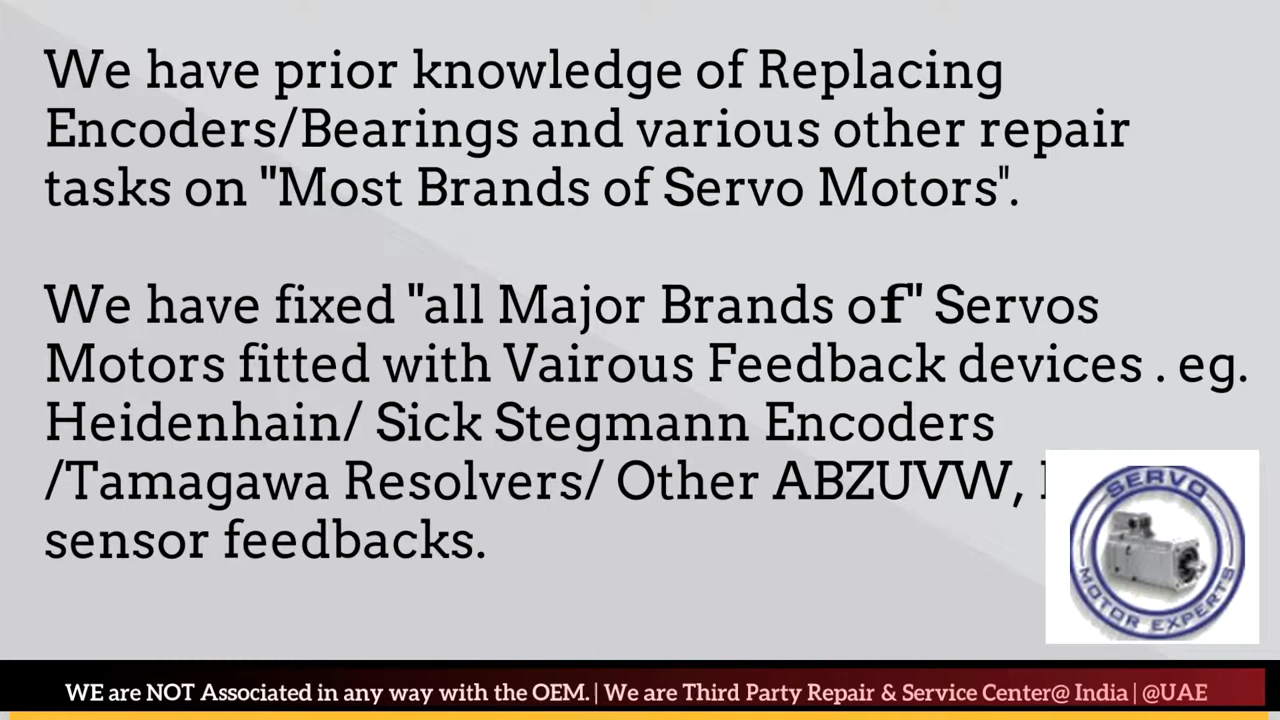 We have prior knowledge of Replacing
Encoders/Bearings and various other repair
tasks on "Most Brands of Servo Motors".
We have fixed "all Major Brands of" Servos
Motors fitted with Vairous Feedback devices . eg.
Heidenhain/ Sick Stegmann Encoders
/Tamagawa Resolvers/ Other ABZUVW,
sensor feedbacks.
SERVO
MOTOR EXPERTS
WE are NOT Associated in any way with the OEM. | We are Third Party Repair & Service Center@ India | @UAE